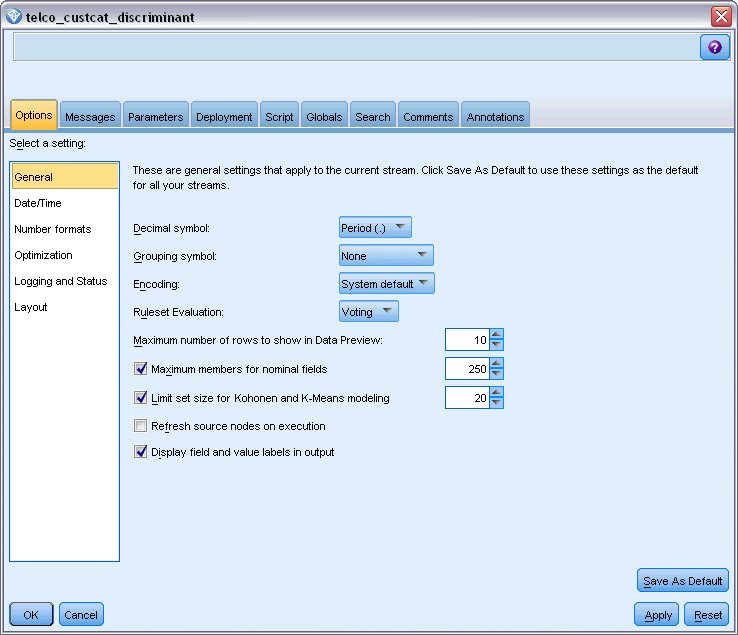 telco_custcat_discriminant
Options Messages Parameters Deployment Script Globals Search Comments Annotations
Select a setting:
General
Date/Time
Number formats
Optimization
Logging and Status
Layout
These are general settings that apply to the current stream. Click Save As Default to use these settings as the default
for all your streams.
Decimal symbol: Period (.)
Grouping symbol: None
Encoding: System default
Ruleset Evaluation: Voting
Maximum number of rows to show in Data Preview: 10
Maximum members for nominal fields 250
Limit set size for Kohonen and K-Means modeling 20
Refresh source nodes on execution
Display field and value labels in output
Save As Default
OK Cancel Apply Reset